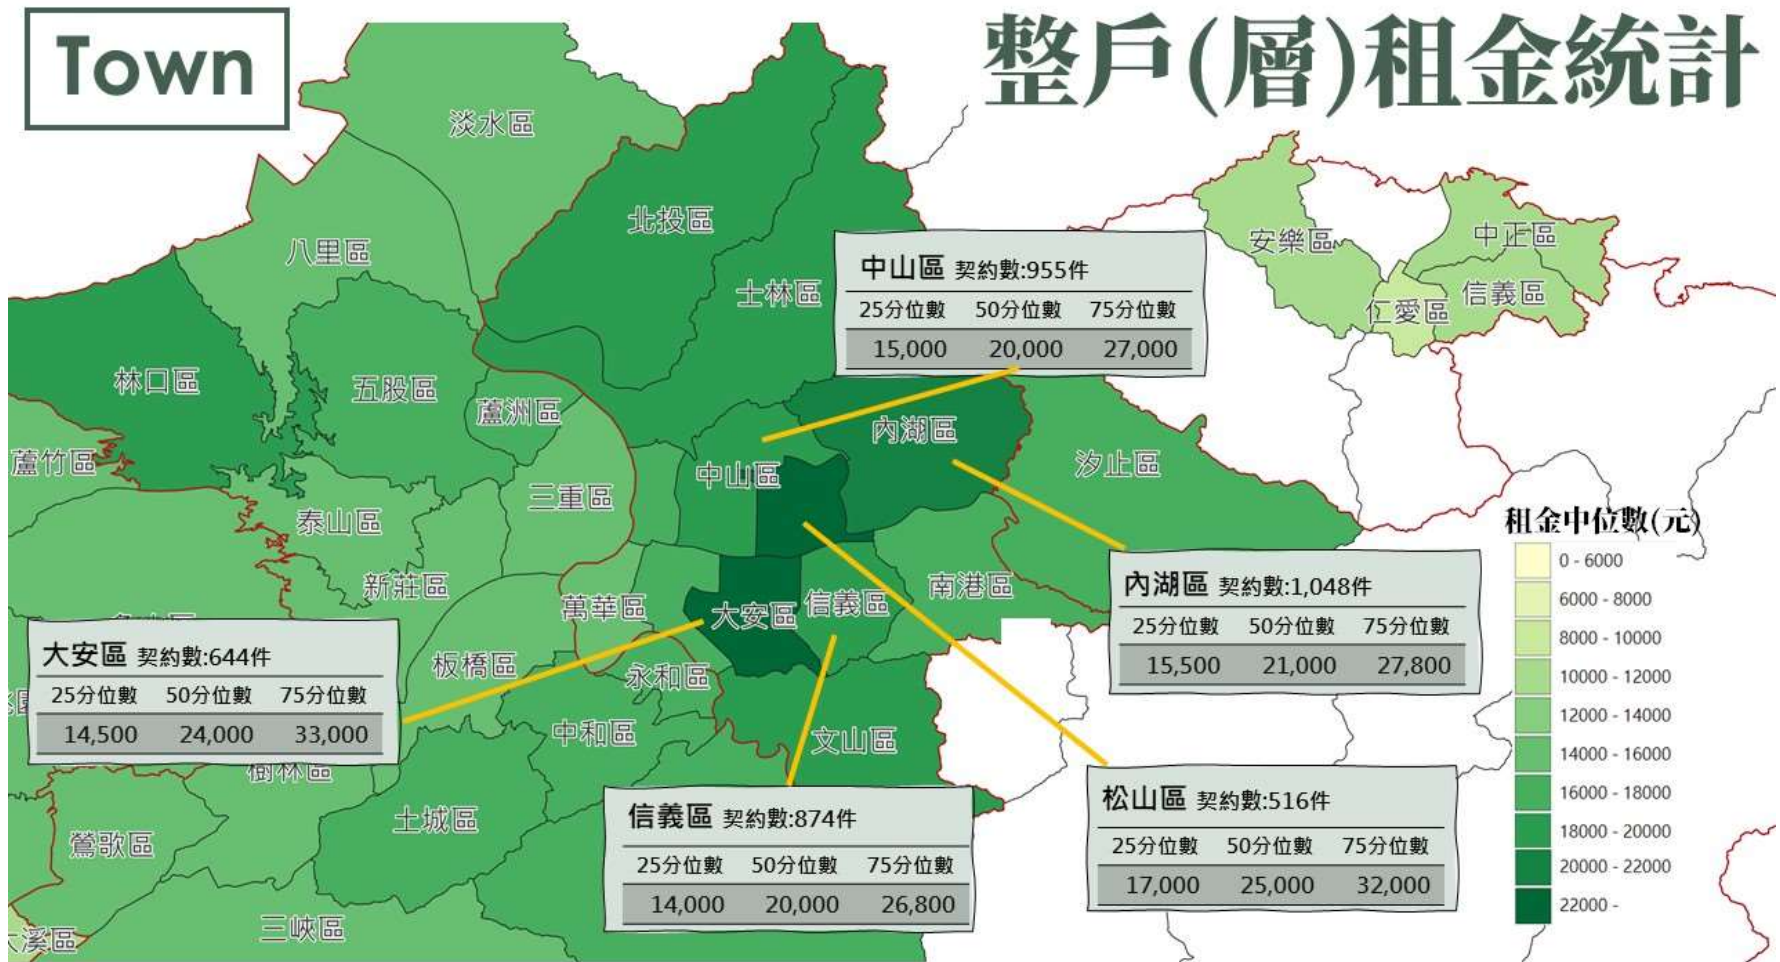 Town
整戶(層)租金統計
淡水區
北投區
八里區
士林區
安樂區
中正區
信義區
仁愛區
中山區 契約數:955件
25分位數 50分位數 75分位數
15,000 20,000 27,000
林口區
五股區
蘆洲區
內湖區
蘆竹區
中山區
汐止區
三重區
泰山區
新莊區
萬華區
大安區
信義區
南港區
板橋區
永和區
中和區
文山區
樹林區
土城區
鶯歌區
三峽區
大溪區
租金中位數(元)
0 - 6000
6000 - 8000
8000 - 10000
10000 - 12000
12000 - 14000
14000 - 16000
16000 - 18000
18000 - 20000
20000 - 22000
22000 -
內湖區 契約數:1,048件
25分位數 50分位數 75分位數
15,500 21,000 27,800
大安區 契約數:644件
25分位數 50分位數 75分位數
14,500 24,000 33,000
信義區 契約數:874件
25分位數 50分位數 75分位數
14,000 20,000 26,800
松山區 契約數:516件
25分位數 50分位數 75分位數
17,000 25,000 32,000